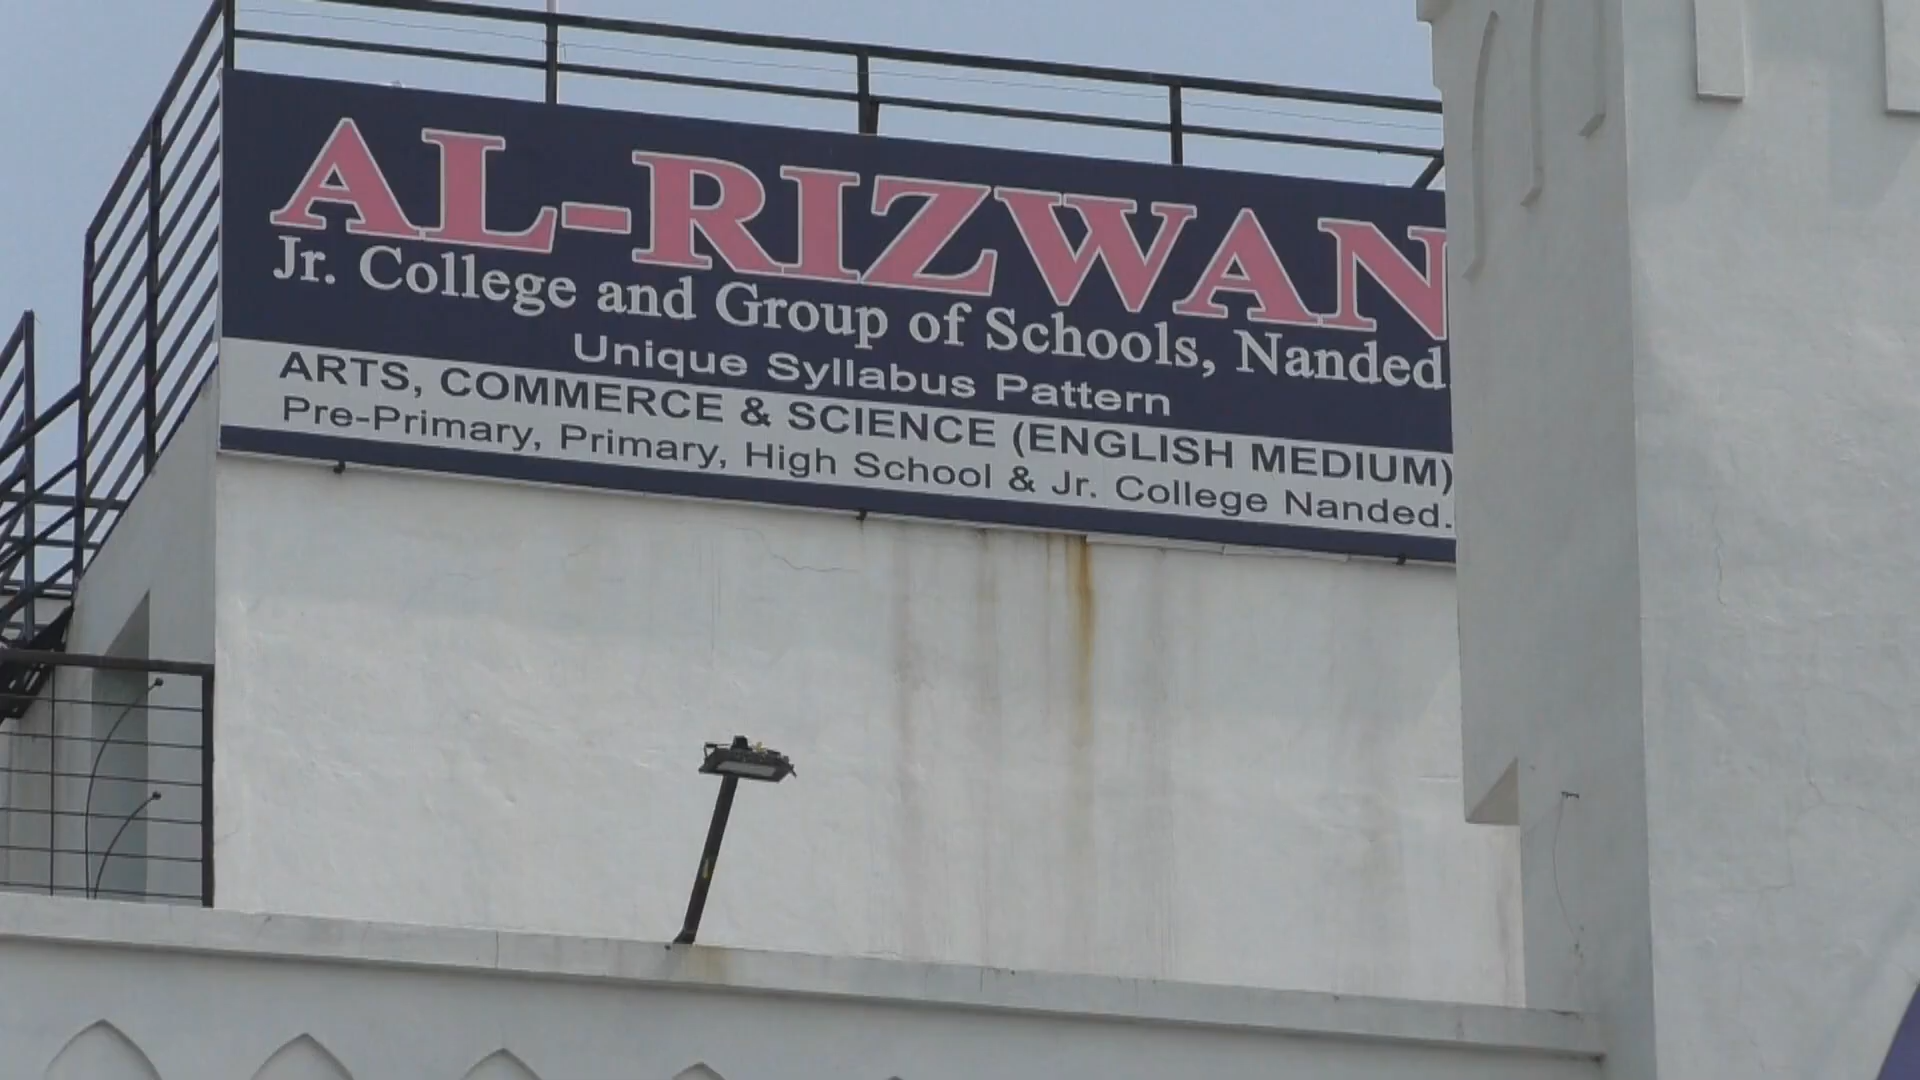 AL-RIZWAN
Jr. College and Group of Schools, Nanded.
Unique Syllabus Pattern
ARTS, COMMERCE & SCIENCE (ENGLISH MEDIUM)
Pre-Primary, Primary, High School & Jr. College Nanded.